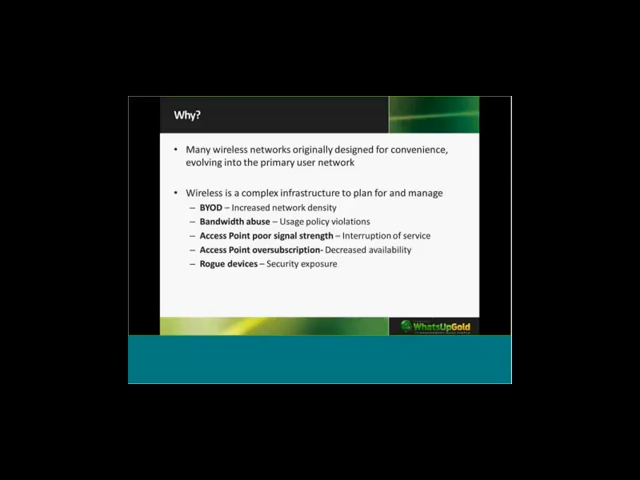 Why?
• Many wireless networks originally designed for convenience,
evolving into the primary user network
• Wireless is a complex infrastructure to plan for and manage
– BYOD – Increased network density
– Bandwidth abuse – Usage policy violations
– Access Point poor signal strength – Interruption of service
– Access Point oversubscription- Decreased availability
– Rogue devices – Security exposure
WhatsUpGold